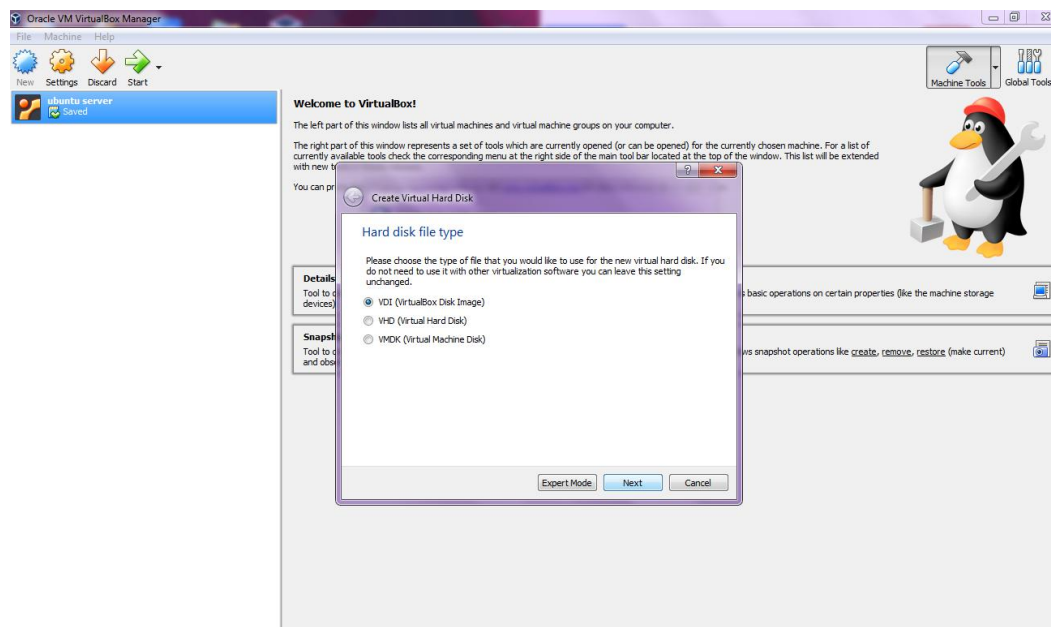 Oracle VM VirtualBox Manager
File Machine Help
New Settings Discard Start
Machine Tools Global Tools
ubuntu server
Saved
Welcome to VirtualBox!
The left part of this window lists all virtual machines and virtual machine groups on your computer.
The right part of this window represents a set of tools which are currently opened (or can be opened) for the currently chosen machine. For a list of
currently available tools check the corresponding menu at the right side of the main tool bar located at the top of the window. This list will be extended
with new
You can
Create Virtual Hard Disk
Hard disk file type
Please choose the type of file that you would like to use for the new virtual hard disk. If you
do not need to use it with other virtualization software you can leave this setting
unchanged.
VDI (VirtualBox Disk Image)
VHD (Virtual Hard Disk)
VMDK (Virtual Machine Disk)
Expert Mode Next Cancel
Details
Tool to
basic operations on certain properties (like the machine storage
devices)
Tool to
snapshot operations like create, remove, restore (make current)
and